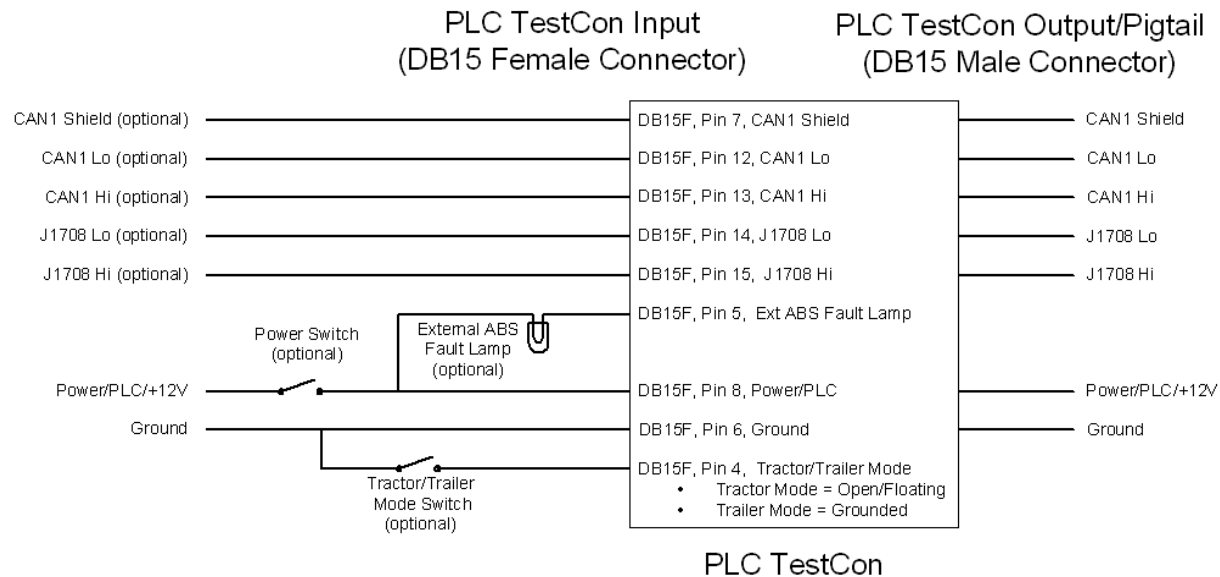 PLC TestCon Input
(DB15 Female Connector)
PLC TestCon Output/Pigtail
(DB15 Male Connector)
CAN1 Shield (optional)
DB15F, Pin 7, CAN1 Shield
CAN1 Shield
CAN1 Lo (optional)
DB15F, Pin 12, CAN1 Lo
CAN1 Lo
CAN1 Hi (optional)
DB15F, Pin 13, CAN1 Hi
CAN1 Hi
J1708 Lo (optional)
DB15F, Pin 14, J1708 Lo
J1708 Lo
J1708 Hi (optional)
DB15F, Pin 15, J1708 Hi
J1708 Hi
DB15F, Pin 5, Ext ABS Fault Lamp
Power Switch
(optional)
External ABS
Fault Lamp
(optional)
Power/PLC/+12V
DB15F, Pin 8, Power/PLC
Power/PLC/+12V
Ground
DB15F, Pin 6, Ground
Ground
DB15F, Pin 4, Tractor/Trailer Mode
• Tractor Mode = Open/Floating
• Trailer Mode = Grounded
Tractor/Trailer
Mode Switch
(optional)
PLC TestCon